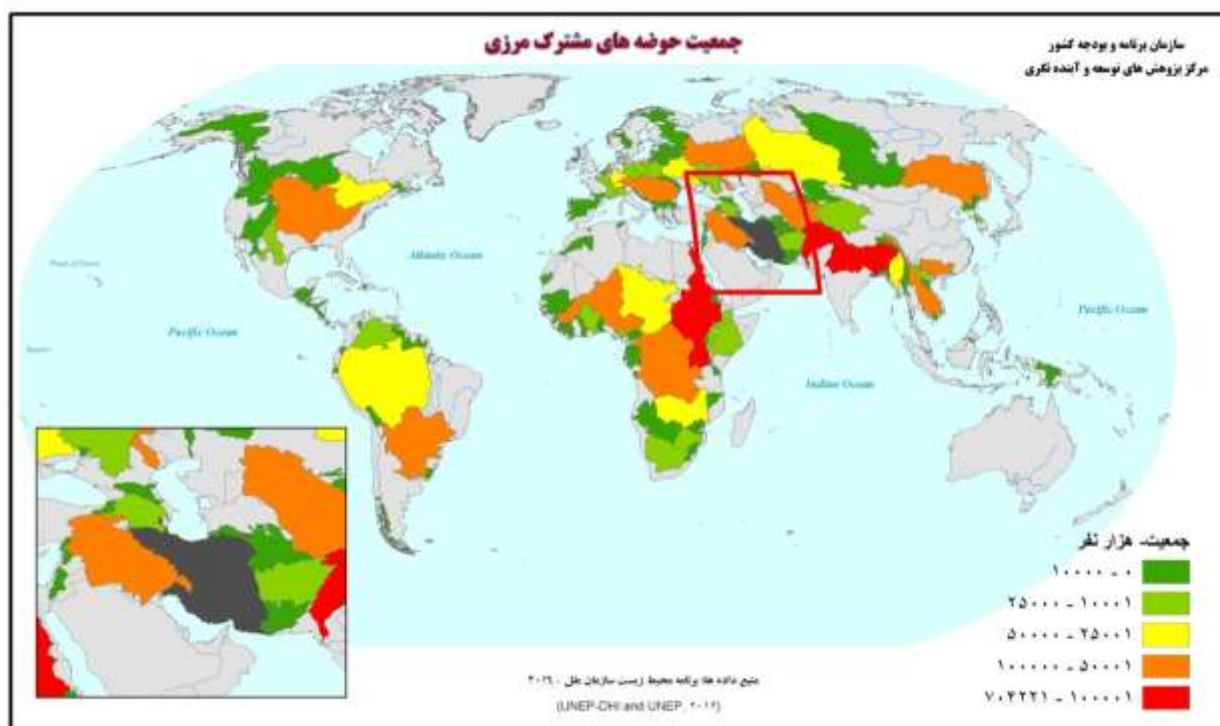 جمعیت حوضه های مشترک مرزی
سازمان برنامه و بودجه کشور
مرکز پژوهش های توسعه و آینده نگری
Atlantic Ocean
Pacific Ocean
Pacific Ocean
Indian Ocean
جمعیت- هزار نفر
۱۰۰۰۰ - ۰
۲۵۰۰۰ - ۱۰۰۰۱
۵۰۰۰۰ - ۲۵۰۰۱
۱۰۰۰۰۰ - ۵۰۰۰۱
۷۰۴۲۲۱ - ۱۰۰۰۰۱
منبع داده ها: برنامه محیط زیست سازمان ملل - ۲۰۱۶
(UNEP-DHI and UNEP, ۲۰۱۶)